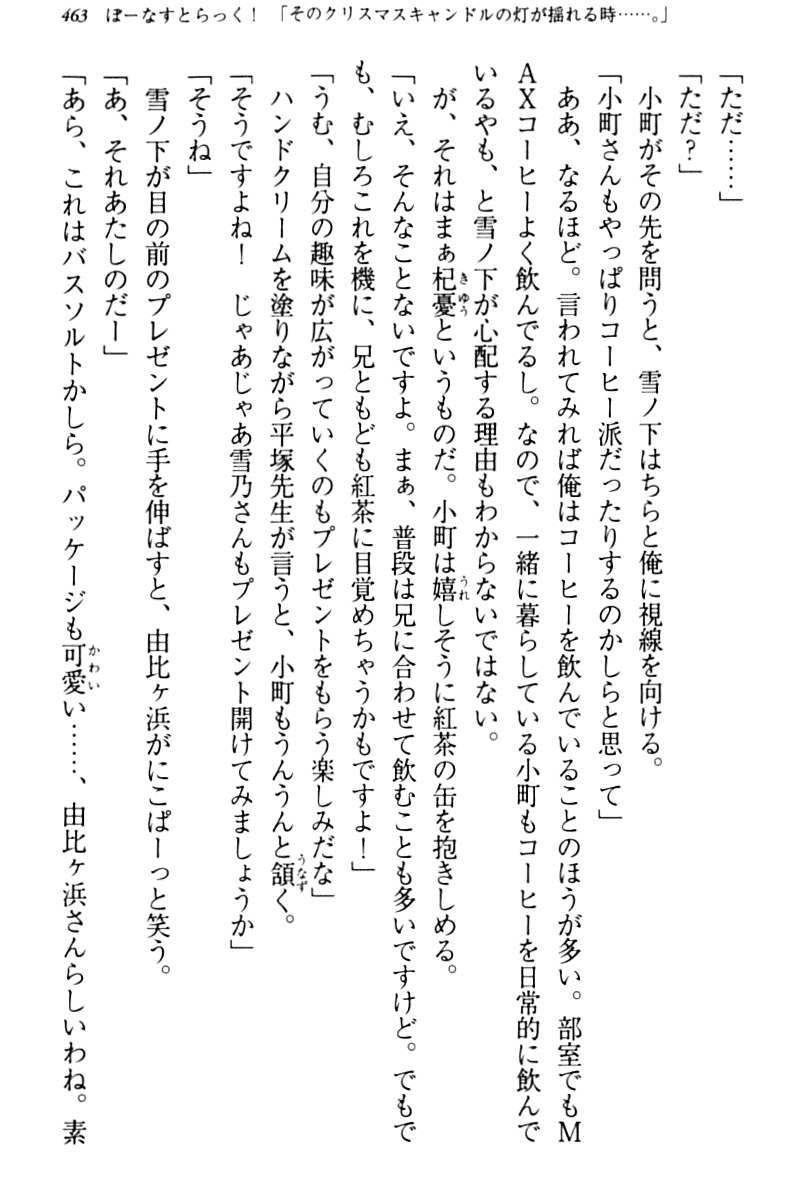 463 ぼーなすとらっく! 「そのクリスマスキャンドルの灯が揺れる時……。」
「ただ……」
「ただ?」
　小町がその先を問うと、雪ノ下はちらと俺に視線を向ける。
「小町さんもやっぱりコーヒー派だったりするのかしらと思って」
　ああ、なるほど。言われてみれば俺はコーヒーを飲んでいることのほうが多い。部室でもM
AXコーヒーよく飲んでるし。なので、一緒に暮らしている小町もコーヒーを日常的に飲んで
いるやも、と雪ノ下が心配する理由もわからないではない。
　が、それはまぁ杞憂というものだ。小町は嬉しそうに紅茶の缶を抱きしめる。
「いえ、そんなことないですよ。まぁ、普段は兄に合わせて飲むことも多いですけど。でもで
も、むしろこれを機に、兄ともども紅茶に目覚めちゃうかもですよ!」
「うむ、自分の趣味が広がっていくのもプレゼントをもらう楽しみだな」
　ハンドクリームを塗りながら平塚先生が言うと、小町もうんうんと頷く。
「そうですよね!　じゃあじゃあ雪乃さんもプレゼント開けてみましょうか」
「そうね」
　雪ノ下が目の前のプレゼントに手を伸ばすと、由比ヶ浜がにこぱーっと笑う。
「あ、それあたしのだー」
「あら、これはバスソルトかしら。パッケージも可愛い……、由比ヶ浜さんらしいわね。素